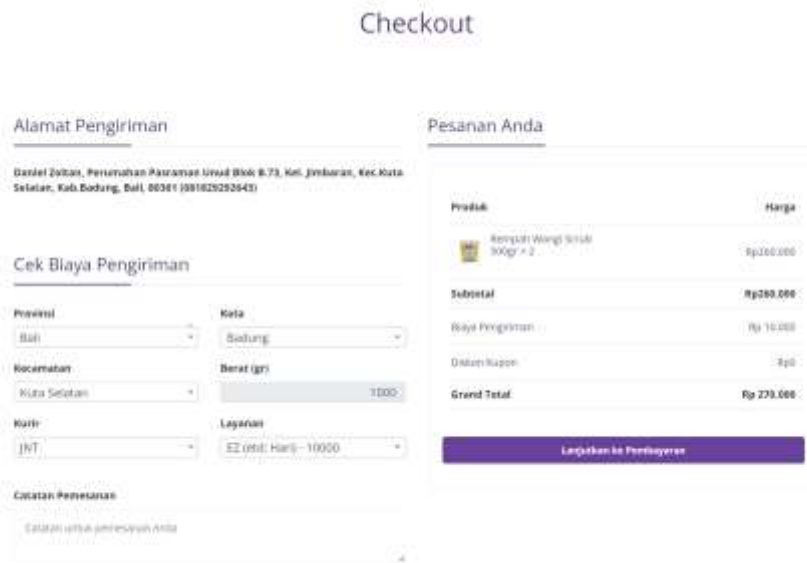 Checkout
Alamat Pengiriman
Daniel Zoltan, Perumahan Pasraman Unud Blok B.73, Kel. Jimbaran, Kec.Kuta
Selatan, Kab.Badung, Bali, 80361
Cek Biaya Pengiriman
Provinsi
Kota
Bali
Badung
Kecamatan
Berat (gr)
Kuta Selatan
1000
Kurir
Layanan
JNT
EZ (etd: Hari) - 10000
Catatan Pemesanan
Catatan untuk pemesanan Anda
Pesanan Anda
Produk
Harga
Rempah Wangi Scrub
500gr × 2
Rp260.000
Subtotal
Rp260.000
Biaya Pengiriman
Rp 10.000
Diskon Kupon
Rp0
Grand Total
Rp 270.000
Lanjutkan ke Pembayaran